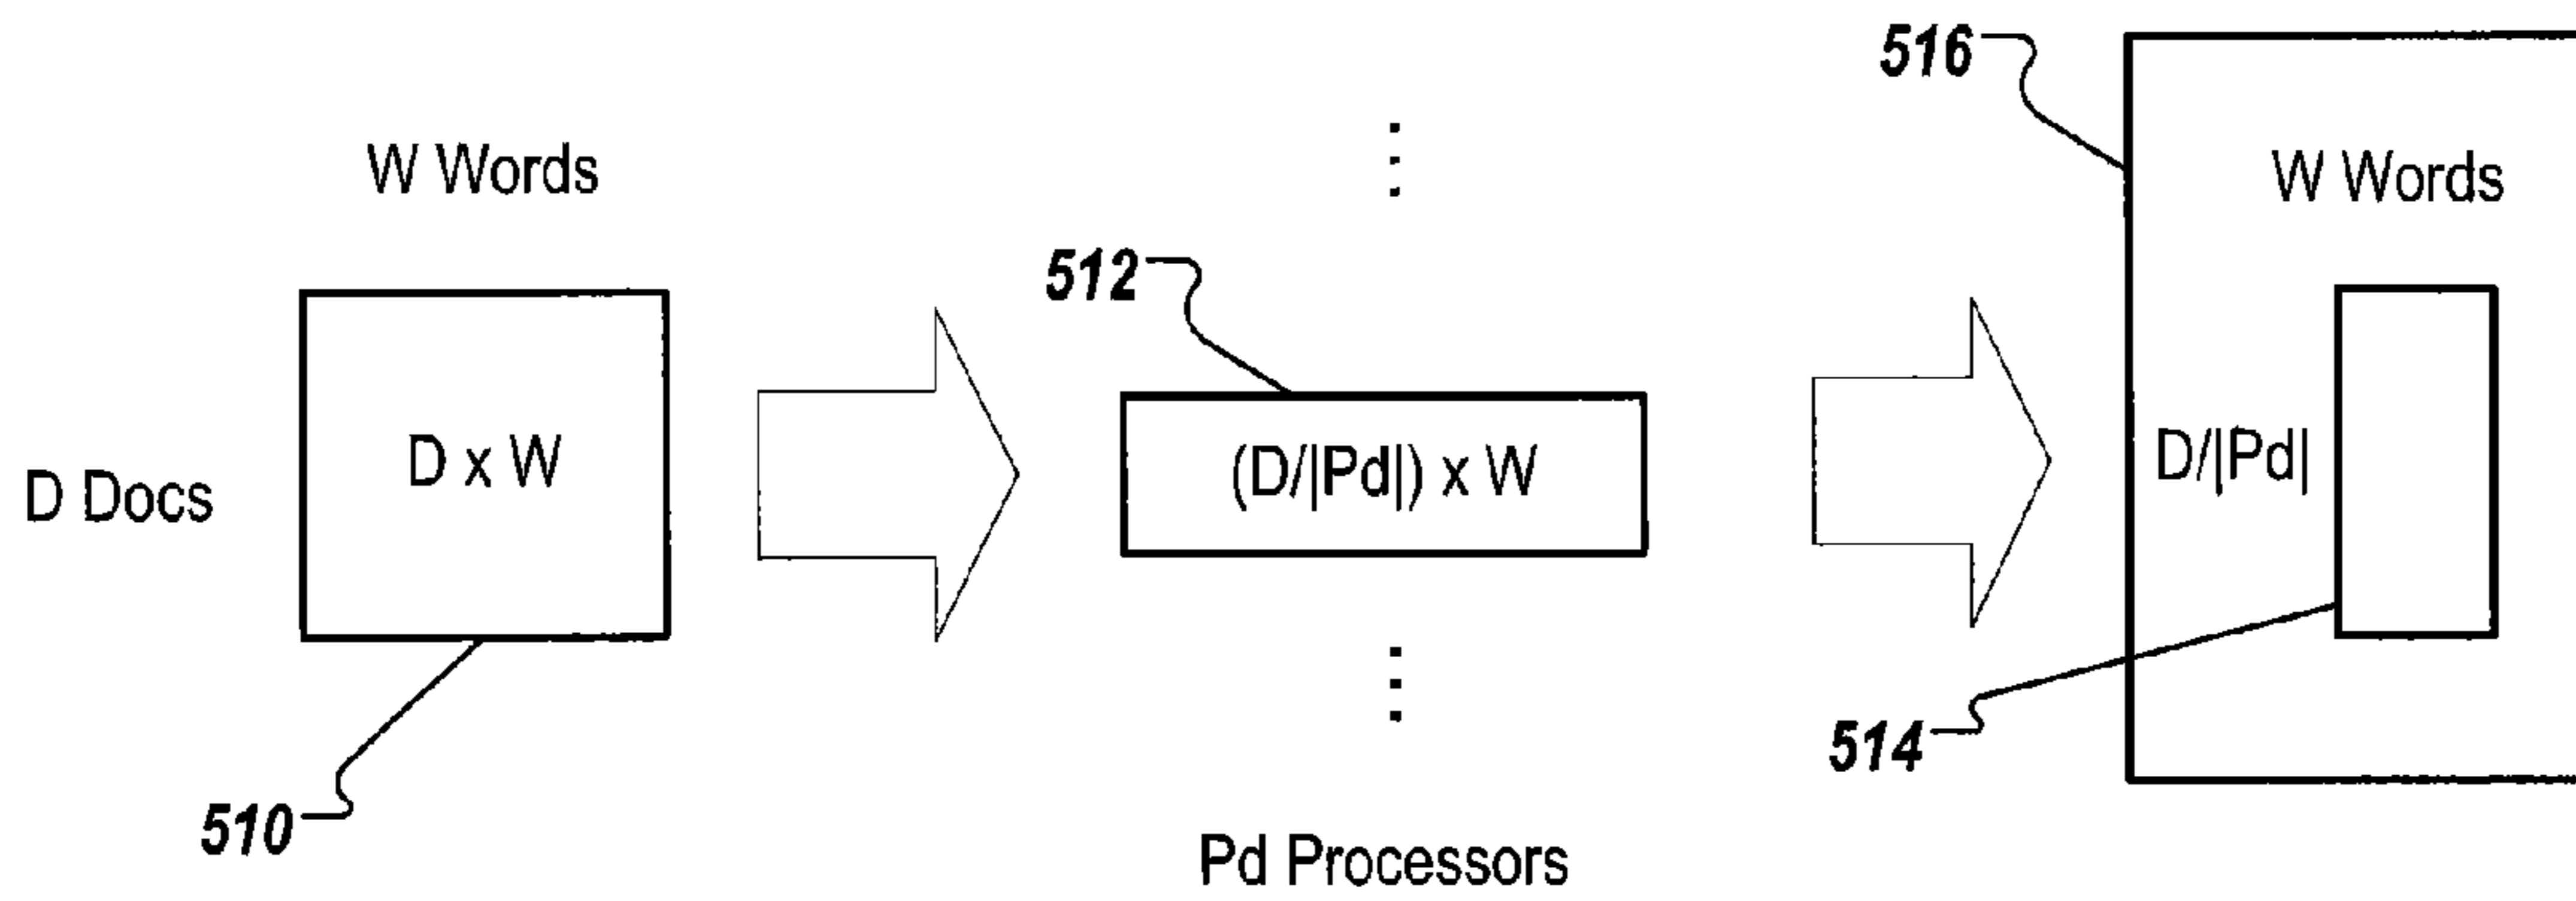 516
W Words
W Words
512
D x W
(D/|Pd|) x W
D/|Pd|
D Docs
514
510
Pd Processors